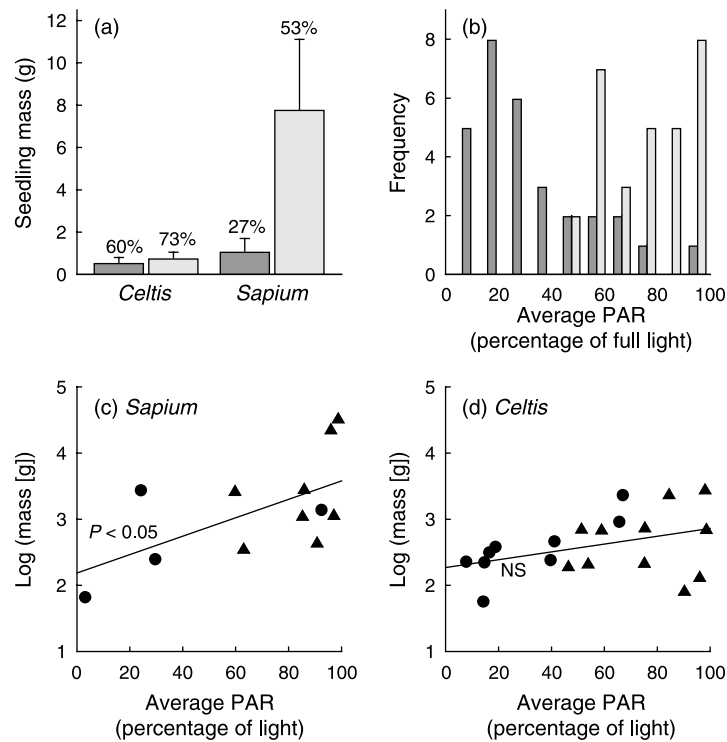 (a)
53%
60%
73%
27%
12
10
8
6
4
2
0
Seedling mass (g)
Celtis
Sapium
(b)
8
6
4
2
0
Frequency
0
20
40
60
80
100
Average PAR
(percentage of full light)
(c) Sapium
5
4
3
2
1
Log (mass [g])
P < 0.05
0
20
40
60
80
100
Average PAR
(percentage of light)
(d) Celtis
5
4
3
2
1
Log (mass [g])
NS
0
20
40
60
80
100
Average PAR
(percentage of light)